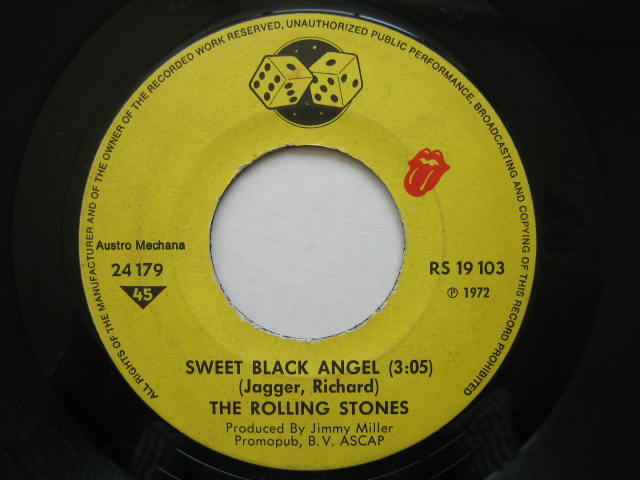 ALL RIGHTS OF THE MANUFACTURER AND OF THE OWNER OF THE RECORDED WORK RESERVED, UNAUTHORIZED PUBLIC PERFORMANCE, BROADCASTING AND COPYING OF THIS RECORD PROHIBITED
Austro Mechana
24 179
45
RS 19 103
℗ 1972
SWEET BLACK ANGEL (3:05)
(Jagger, Richard)
THE ROLLING STONES
Produced By Jimmy Miller
Promopub, B.V. ASCAP